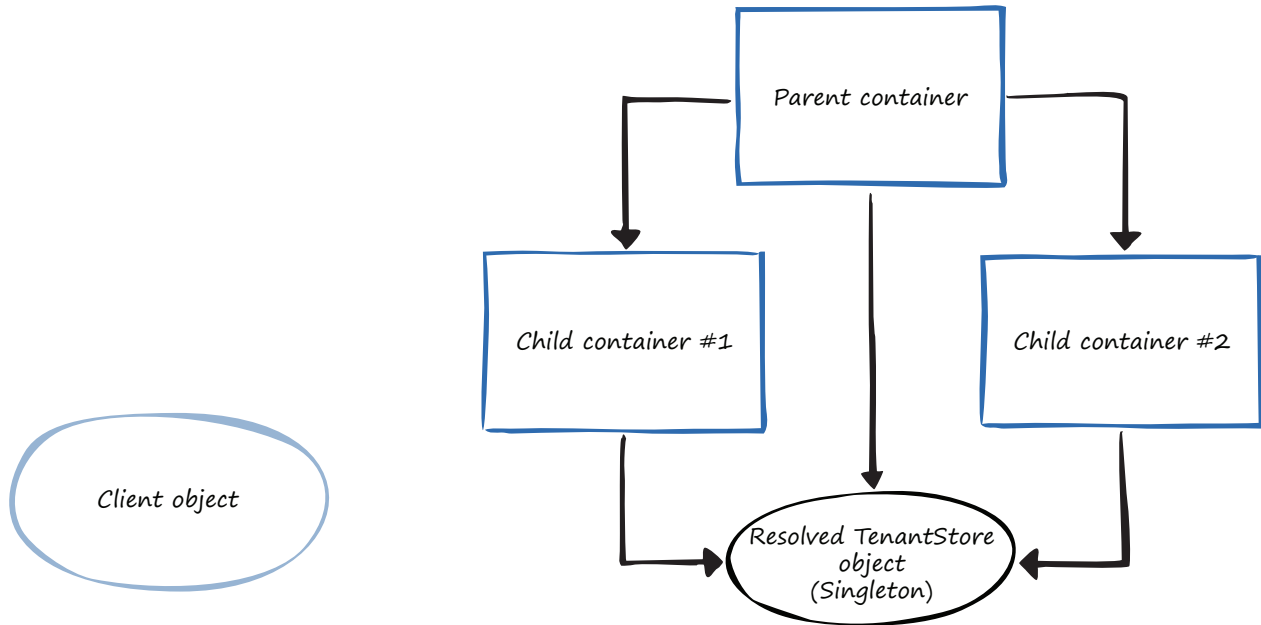 Parent container
Child container #1
Child container #2
Client object
Resolved TenantStore
object
(Singleton)